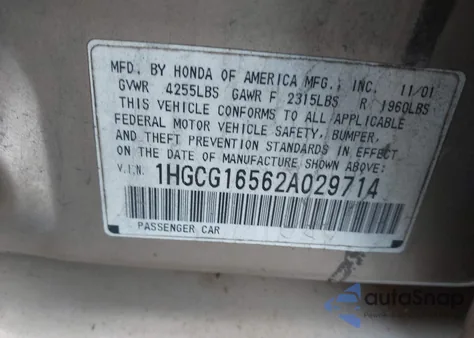 MFD. BY HONDA OF AMERICA MFG., INC. 11/01
GVWR 4255LBS GAWR F 2315LBS R 1960LBS
THIS VEHICLE CONFORMS TO ALL APPLICABLE
FEDERAL MOTOR VEHICLE SAFETY, BUMPER,
AND THEFT PREVENTION STANDARDS IN EFFECT
ON THE DATE OF MANUFACTURE SHOWN ABOVE:
V.I.N. 1HGCG16562A029714
PASSENGER CAR
autoSnap